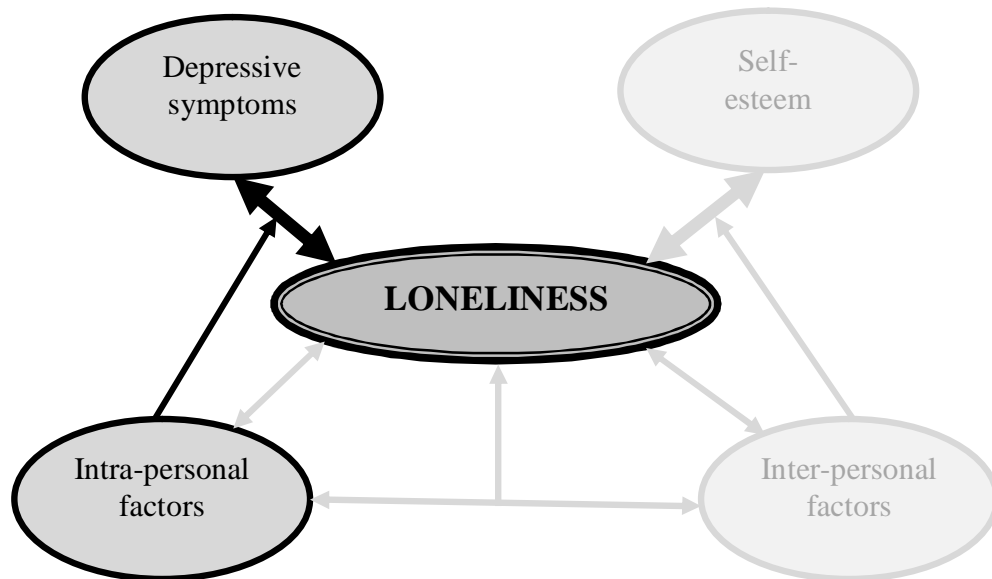 Depressive
symptoms
Self-
esteem
LONELINESS
Intra-personal
factors
Inter-personal
factors